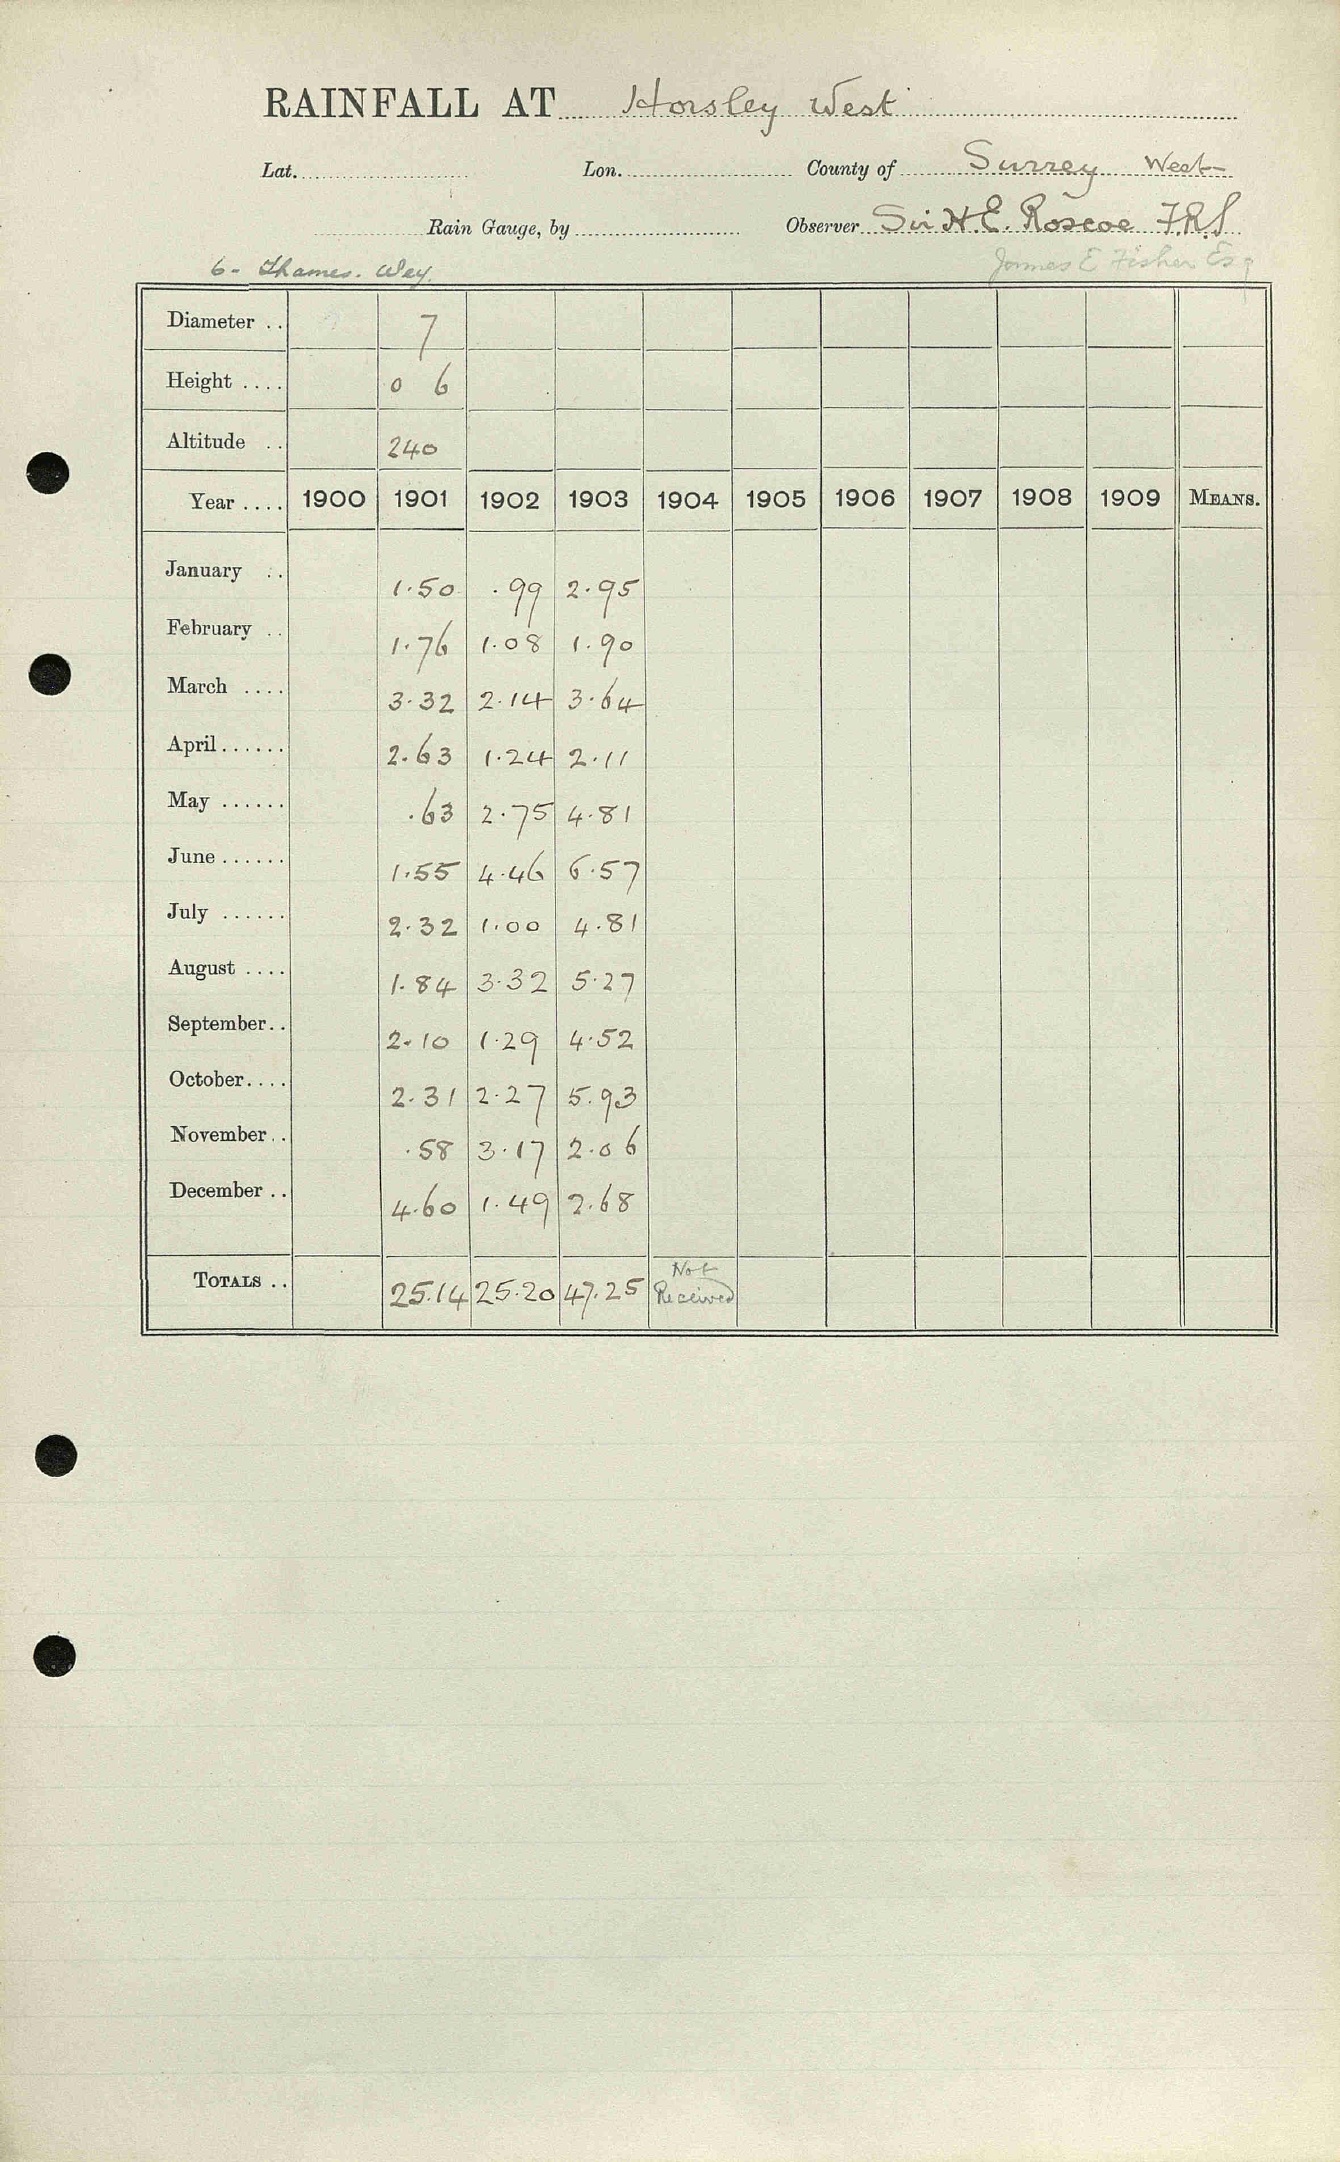 RAINFALL AT Horsley West
Lat. Lon. County of Surrey West
Rain Gauge, by Observer Sir H.E. Roscoe F.R.S
6 - Thames. Wey. James E Fisher Esq
Diameter .. 7
Height .... 0 6
Altitude .. 240
Year .... 1900 1901 1902 1903 1904 1905 1906 1907 1908 1909 MEANS.
January .. 1.50 .99 2.95
February .. 1.76 1.08 1.90
March .... 3.32 2.14 3.64
April...... 2.63 1.24 2.11
May ...... .63 2.75 4.81
June...... 1.55 4.46 6.57
July ...... 2.32 1.00 4.81
August .... 1.84 3.32 5.27
September.. 2.10 1.29 4.52
October.... 2.31 2.27 5.93
November.. .58 3.17 2.06
December .. 4.60 1.49 2.68
TOTALS .. 25.14 25.20 47.25 Not
Received